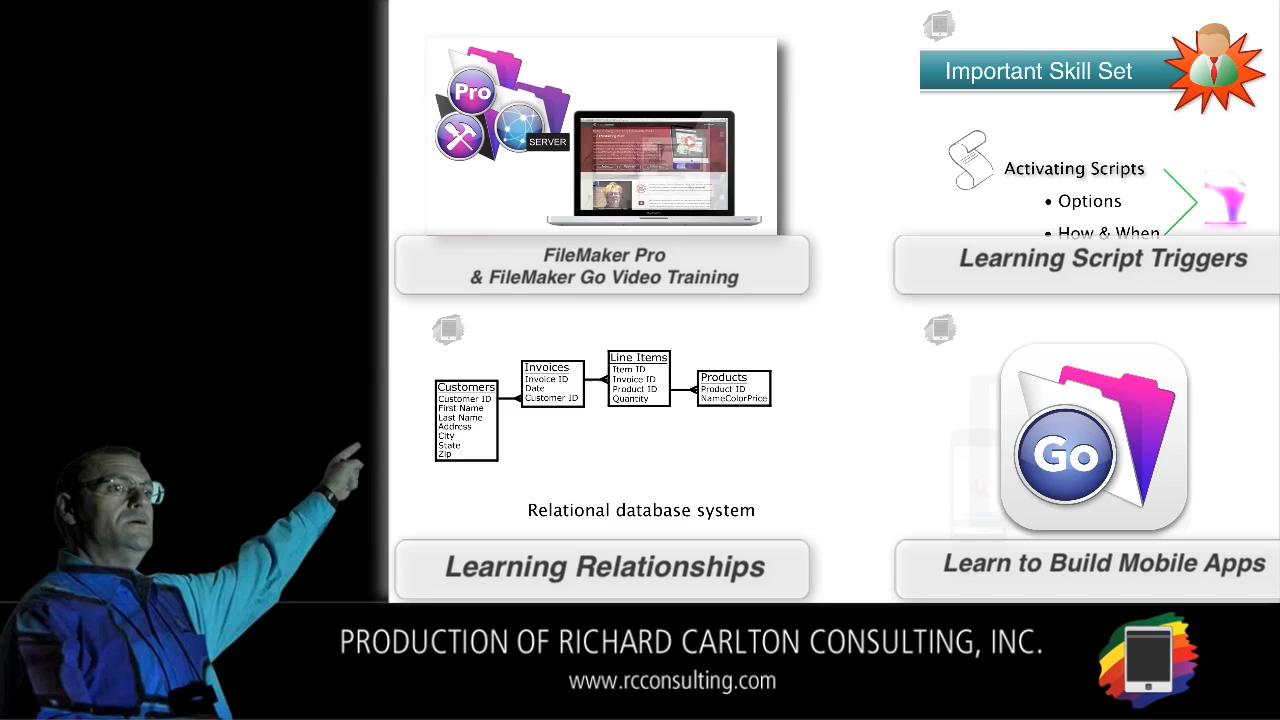 Pro
SERVER
FileMaker Pro
& FileMaker Go Video Training
Important Skill Set
Activating Scripts
• Options
• How & When
Learning Script Triggers
Customers
Customer ID
First Name
Last Name
Address
City
State
Zip
Invoices
Invoice ID
Date
Customer ID
Line Items
Item ID
Invoice ID
Product ID
Quantity
Products
Product ID
NameColorPrice
Relational database system
Learning Relationships
Go
Learn to Build Mobile Apps
PRODUCTION OF RICHARD CARLTON CONSULTING, INC.
www.rcconsulting.com